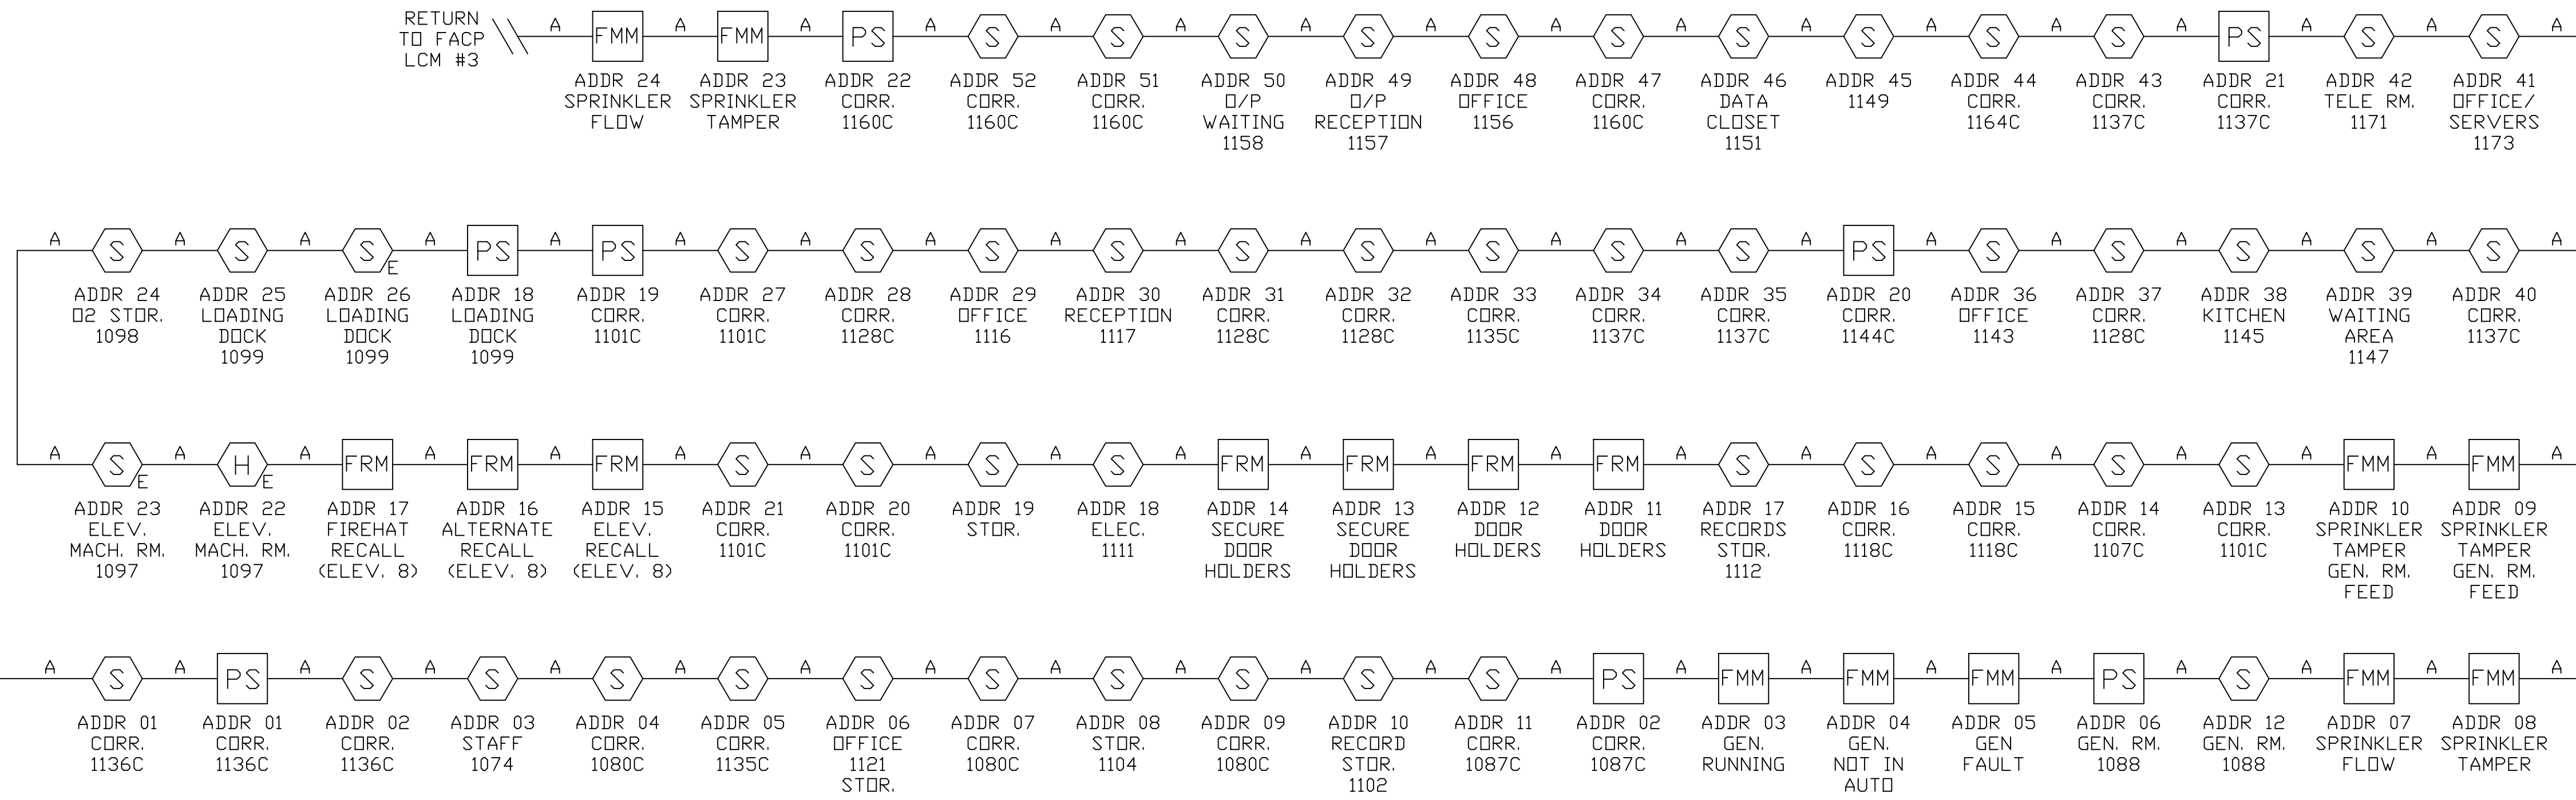 RETURN
TO FACP
LCM #3
A A A A A A A A A A A A A A A A A
FMM FMM PS S S S S S S S S S S PS S S
ADDR 24 ADDR 23 ADDR 22 ADDR 52 ADDR 51 ADDR 50 ADDR 49 ADDR 48 ADDR 47 ADDR 46 ADDR 45 ADDR 44 ADDR 43 ADDR 21 ADDR 42 ADDR 41
SPRINKLER SPRINKLER CORR. CORR. CORR. O/P O/P OFFICE CORR. DATA 1149 CORR. CORR. CORR. TELE RM. OFFICE/
FLOW TAMPER 1160C 1160C 1160C WAITING RECEPTION 1156 1160C CLOSET 1164C 1137C 1137C 1171 SERVERS
1158 1157 1151 1173
A A A A A A A A A A A A A A A A A A A A A
S S S E PS PS S S S S S S S S S PS S S S S S
ADDR 24 ADDR 25 ADDR 26 ADDR 18 ADDR 19 ADDR 27 ADDR 28 ADDR 29 ADDR 30 ADDR 31 ADDR 32 ADDR 33 ADDR 34 ADDR 35 ADDR 20 ADDR 36 ADDR 37 ADDR 38 ADDR 39 ADDR 40
O2 STOR. LOADING LOADING LOADING CORR. CORR. CORR. OFFICE RECEPTION CORR. CORR. CORR. CORR. CORR. CORR. OFFICE CORR. KITCHEN WAITING CORR.
1098 DOCK DOCK DOCK 1101C 1101C 1128C 1116 1117 1128C 1128C 1135C 1137C 1137C 1144C 1143 1128C 1145 AREA 1137C
1099 1099 1099 1147
A A A A A A A A A A A A A A A A A A A A A
S E H E FRM FRM FRM S S S S FRM FRM FRM FRM S S S S S FMM FMM
ADDR 23 ADDR 22 ADDR 17 ADDR 16 ADDR 15 ADDR 21 ADDR 20 ADDR 19 ADDR 18 ADDR 14 ADDR 13 ADDR 12 ADDR 11 ADDR 17 ADDR 16 ADDR 15 ADDR 14 ADDR 13 ADDR 10 ADDR 09
ELEV. ELEV. FIREHAT ALTERNATE ELEV. CORR. CORR. STOR. ELEC. SECURE SECURE DOOR DOOR RECORDS CORR. CORR. CORR. CORR. SPRINKLER SPRINKLER
MACH. RM. MACH. RM. RECALL RECALL RECALL 1101C 1101C 1111 DOOR DOOR HOLDERS HOLDERS STOR. 1118C 1118C 1107C 1101C TAMPER TAMPER
1097 1097 (ELEV. 8) (ELEV. 8) (ELEV. 8) HOLDERS HOLDERS 1112 GEN. RM. GEN. RM.
FEED FEED
A A A A A A A A A A A A A A A A A A A A A
S PS S S S S S S S S S S PS FMM FMM FMM PS S FMM FMM
ADDR 01 ADDR 01 ADDR 02 ADDR 03 ADDR 04 ADDR 05 ADDR 06 ADDR 07 ADDR 08 ADDR 09 ADDR 10 ADDR 11 ADDR 02 ADDR 03 ADDR 04 ADDR 05 ADDR 06 ADDR 12 ADDR 07 ADDR 08
CORR. CORR. CORR. STAFF CORR. CORR. OFFICE CORR. STOR. CORR. RECORD CORR. CORR. GEN. GEN. GEN GEN. RM. GEN. RM. SPRINKLER SPRINKLER
1136C 1136C 1136C 1074 1080C 1135C 1121 1080C 1104 1080C STOR. 1087C 1087C RUNNING NOT IN FAULT 1088 1088 FLOW TAMPER
STOR. 1102 AUTO